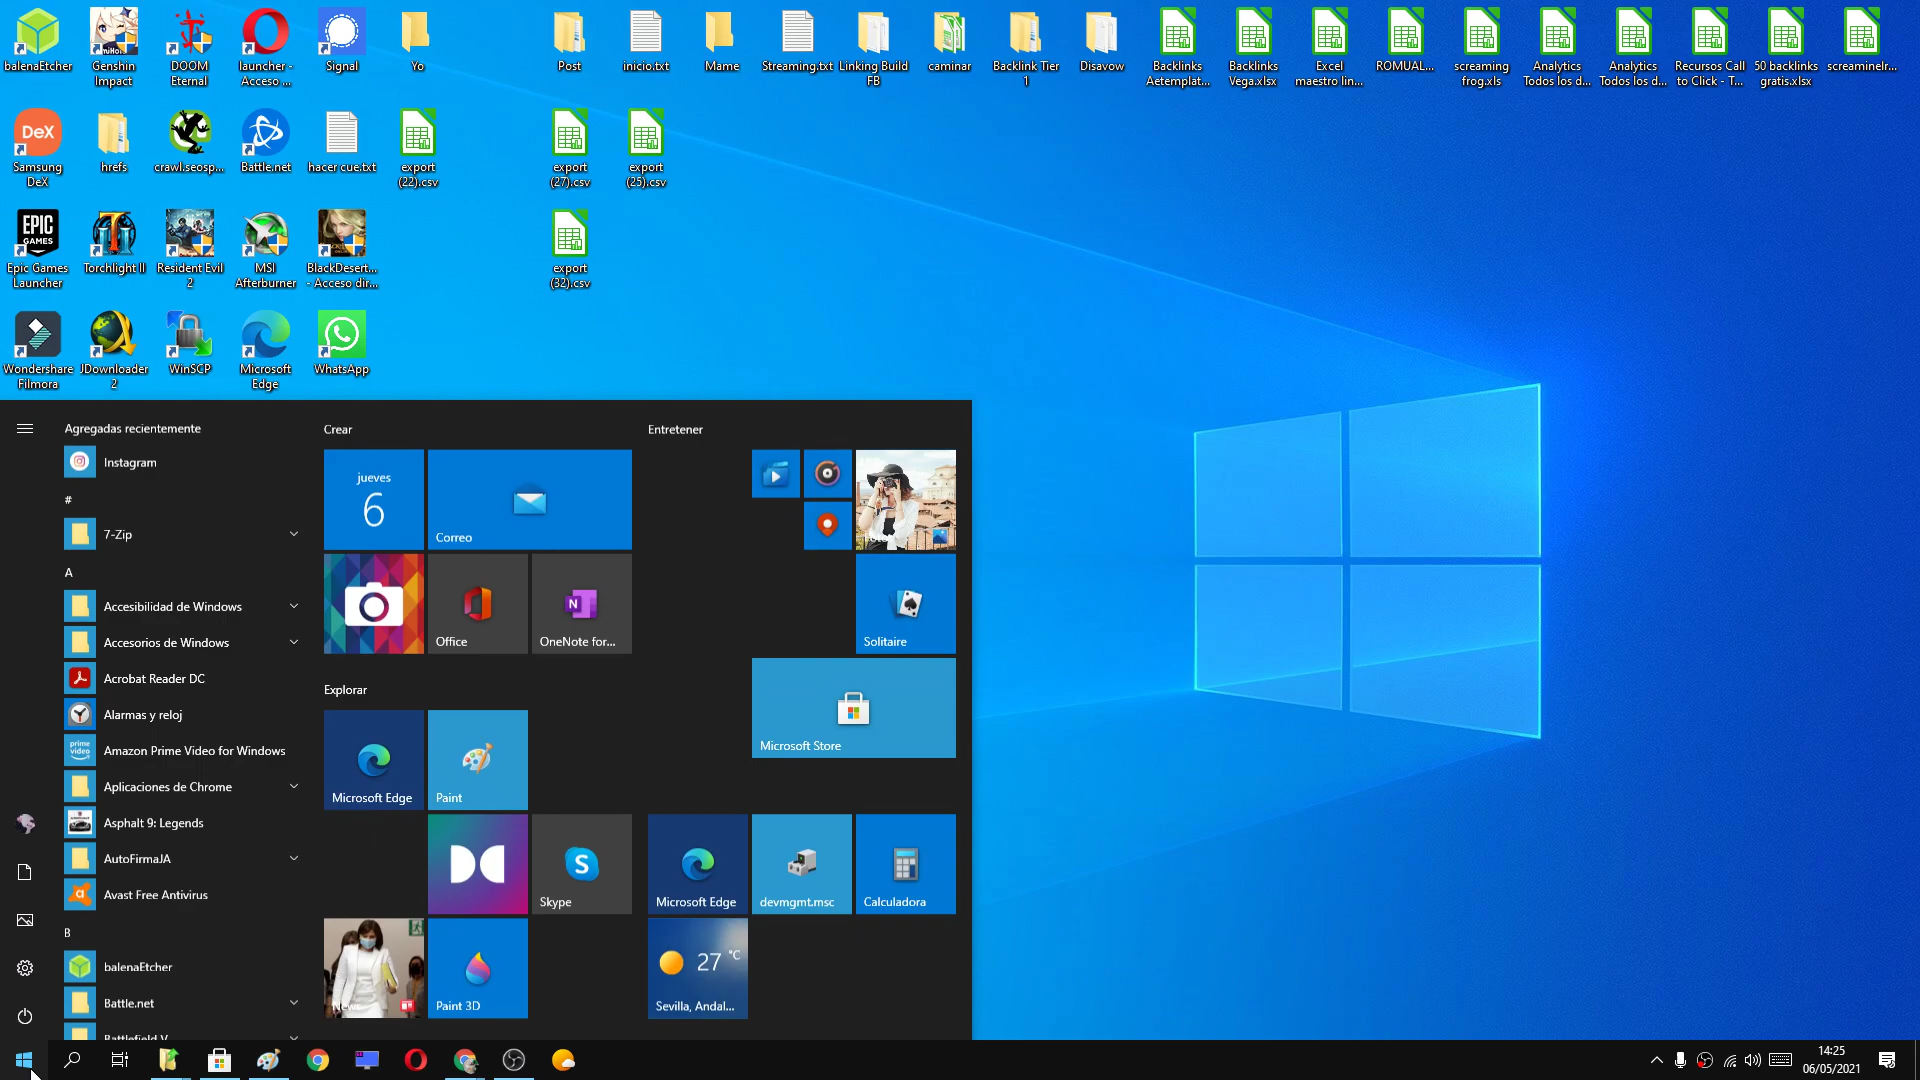 balenaEtcher
Genshin
Impact
DOOM
Eternal
launcher -
Acceso ...
Signal
Yo
Post
inicio.txt
Mame
Streaming.txt
Linking Build
FB
caminar
Backlink Tier
1
Disavow
Backlinks
Aetemplat...
Backlinks
Vega.xlsx
Excel
maestro lin...
ROMUAL...
screaming
frog.xls
Analytics
Todos los d...
Analytics
Todos los d...
Recursos Call
to Click - T...
50 backlinks
gratis.xlsx
screaminelr...
DeX
Samsung
DeX
hrefs
crawl.seosp...
Battle.net
hacer cue.txt
export
(22).csv
export
(27).csv
export
(25).csv
EPIC
GAMES
Epic Games
Launcher
Torchlight II
Resident Evil
2
MSI
Afterburner
BlackDesert...
- Acceso dir...
export
(32).csv
Wondershare
Filmora
JDownloader
2
WinSCP
Microsoft
Edge
WhatsApp
Agregadas recientemente
Instagram
#
7-Zip
A
Accesibilidad de Windows
Accesorios de Windows
Acrobat Reader DC
Alarmas y reloj
prime
video
Amazon Prime Video for Windows
Aplicaciones de Chrome
Asphalt 9: Legends
AutoFirmaJA
Avast Free Antivirus
B
balenaEtcher
Battle.net
Battlefield V
Crear
jueves
6
Correo
Office
N
OneNote for...
Explorar
Microsoft Edge
Paint
S
Skype
News
Paint 3D
Entretener
Solitaire
Microsoft Store
Microsoft Edge
devmgmt.msc
Calculadora
27 °C
Sevilla, Andal...
14:25
06/05/2021